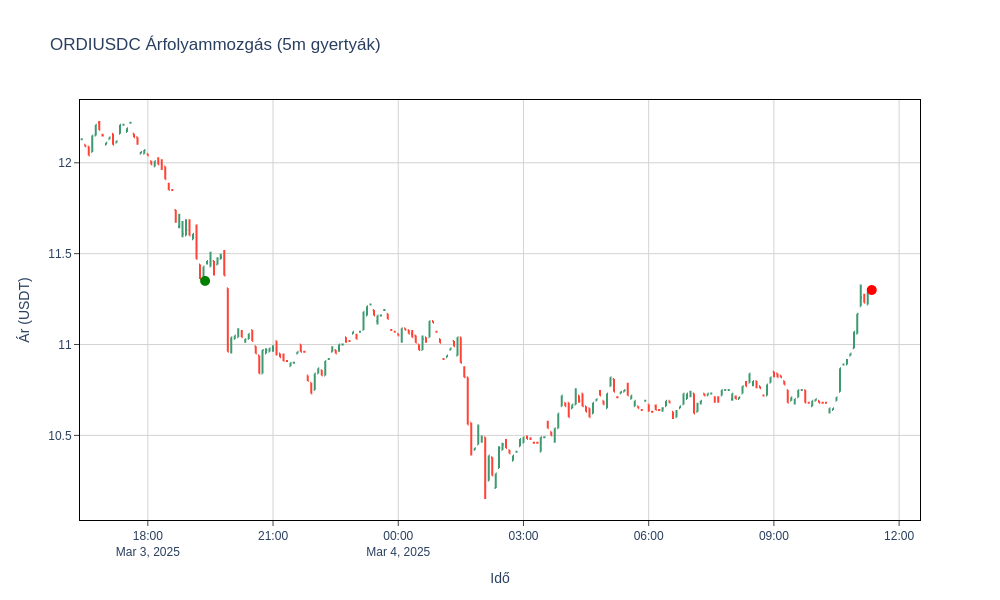 ORDIUSDC Árfolyammozgás (5m gyertyák)
Ár (USDT)
12
11.5
11
10.5
18:00 21:00 00:00 03:00 06:00 09:00 12:00
Mar 3, 2025 Mar 4, 2025
Idő